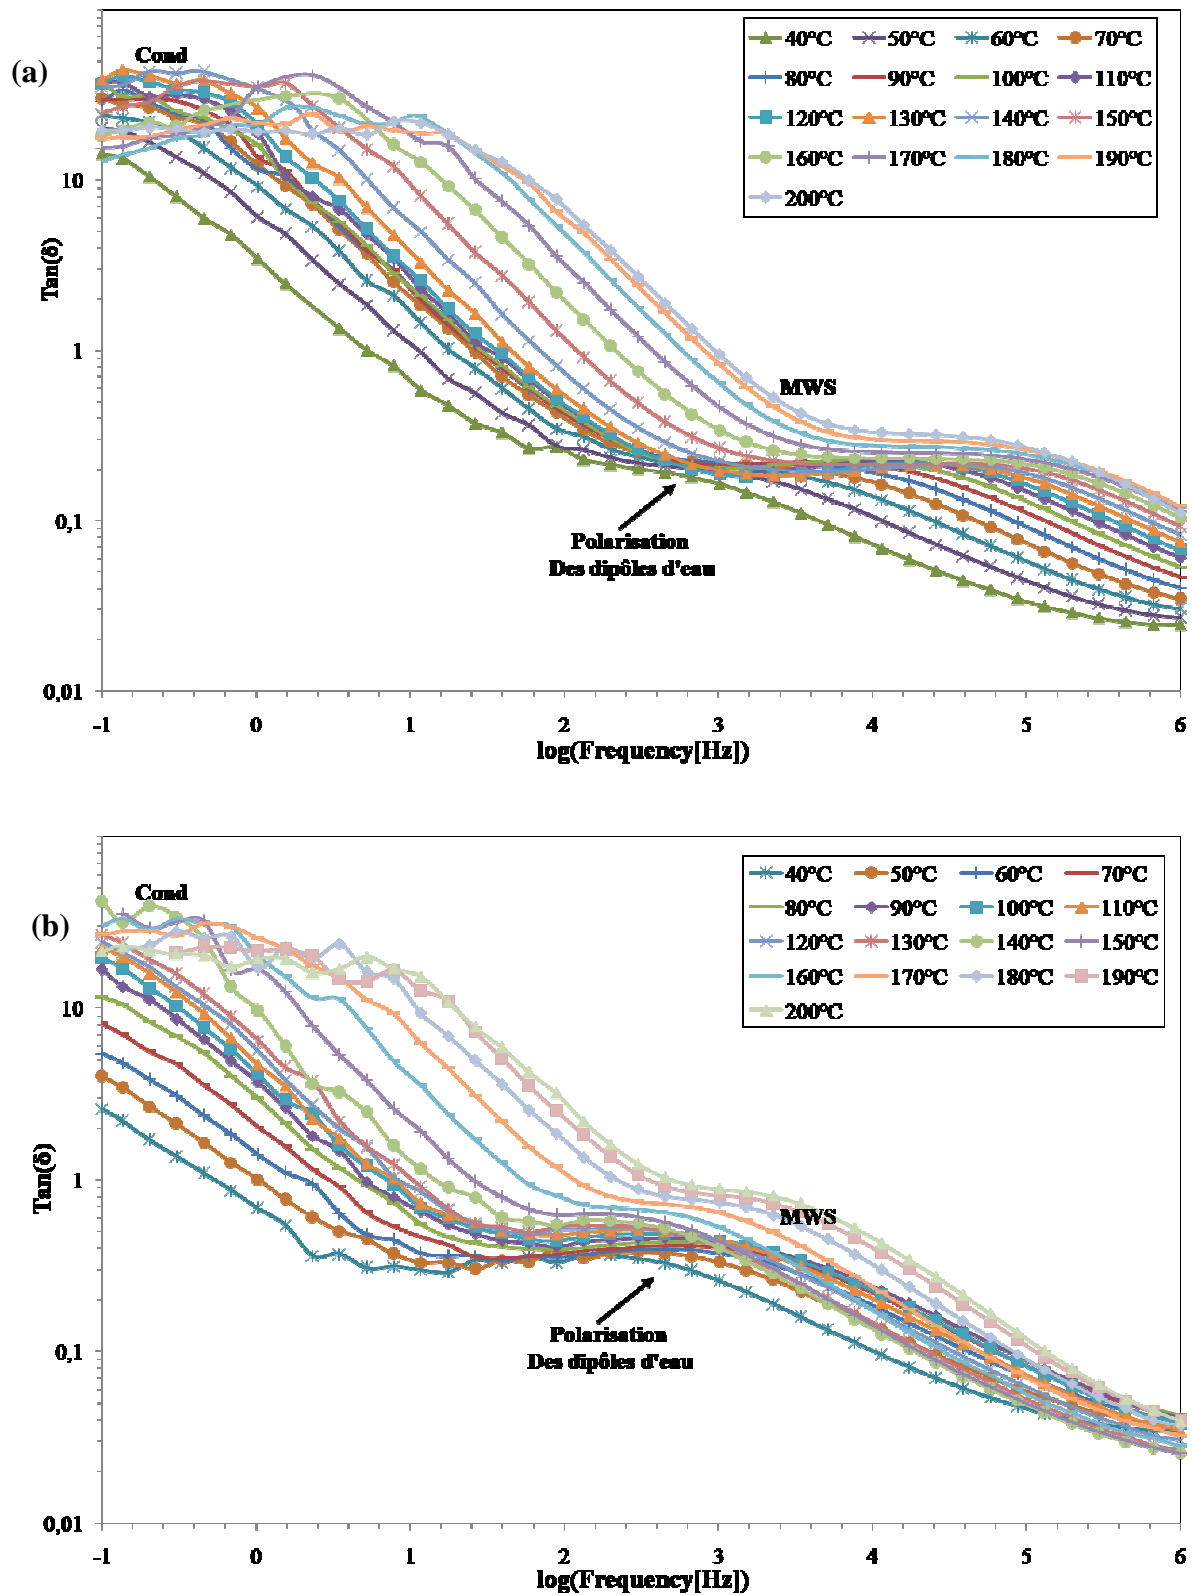 (a)
Cond
40°C 50°C 60°C 70°C
80°C 90°C 100°C 110°C
120°C 130°C 140°C 150°C
160°C 170°C 180°C 190°C
200°C
10
1
0,1
0,01
Tan(δ)
MWS
Polarisation
Des dipôles d'eau
-1 0 1 2 3 4 5 6
log(Frequency[Hz])
(b)
Cond
40°C 50°C 60°C 70°C
80°C 90°C 100°C 110°C
120°C 130°C 140°C 150°C
160°C 170°C 180°C 190°C
200°C
10
1
0,1
0,01
Tan(δ)
MWS
Polarisation
Des dipôles d'eau
-1 0 1 2 3 4 5 6
log(Frequency[Hz])